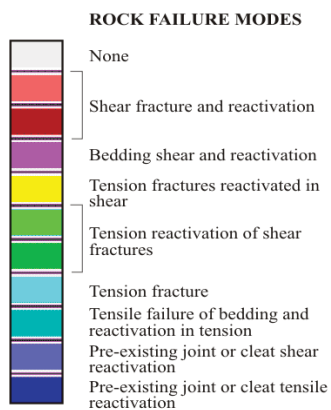 ROCK FAILURE MODES
None
Shear fracture and reactivation
Bedding shear and reactivation
Tension fractures reactivated in
shear
Tension reactivation of shear
fractures
Tension fracture
Tensile failure of bedding and
reactivation in tension
Pre-existing joint or cleat shear
reactivation
Pre-existing joint or cleat tensile
reactivation